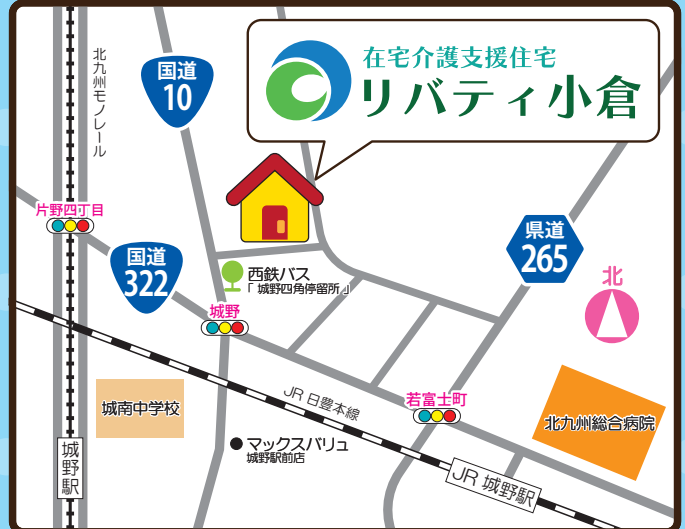 在宅介護支援住宅
リバティ小倉
北九州モノレール
国道
10
片野四丁目
国道
322
県道
265
北
西鉄バス
「 城野四角停留所 」
城野
城南中学校
JR 日豊本線
若富士町
北九州総合病院
マックスバリュ
城野駅前店
城野駅
JR 城野駅